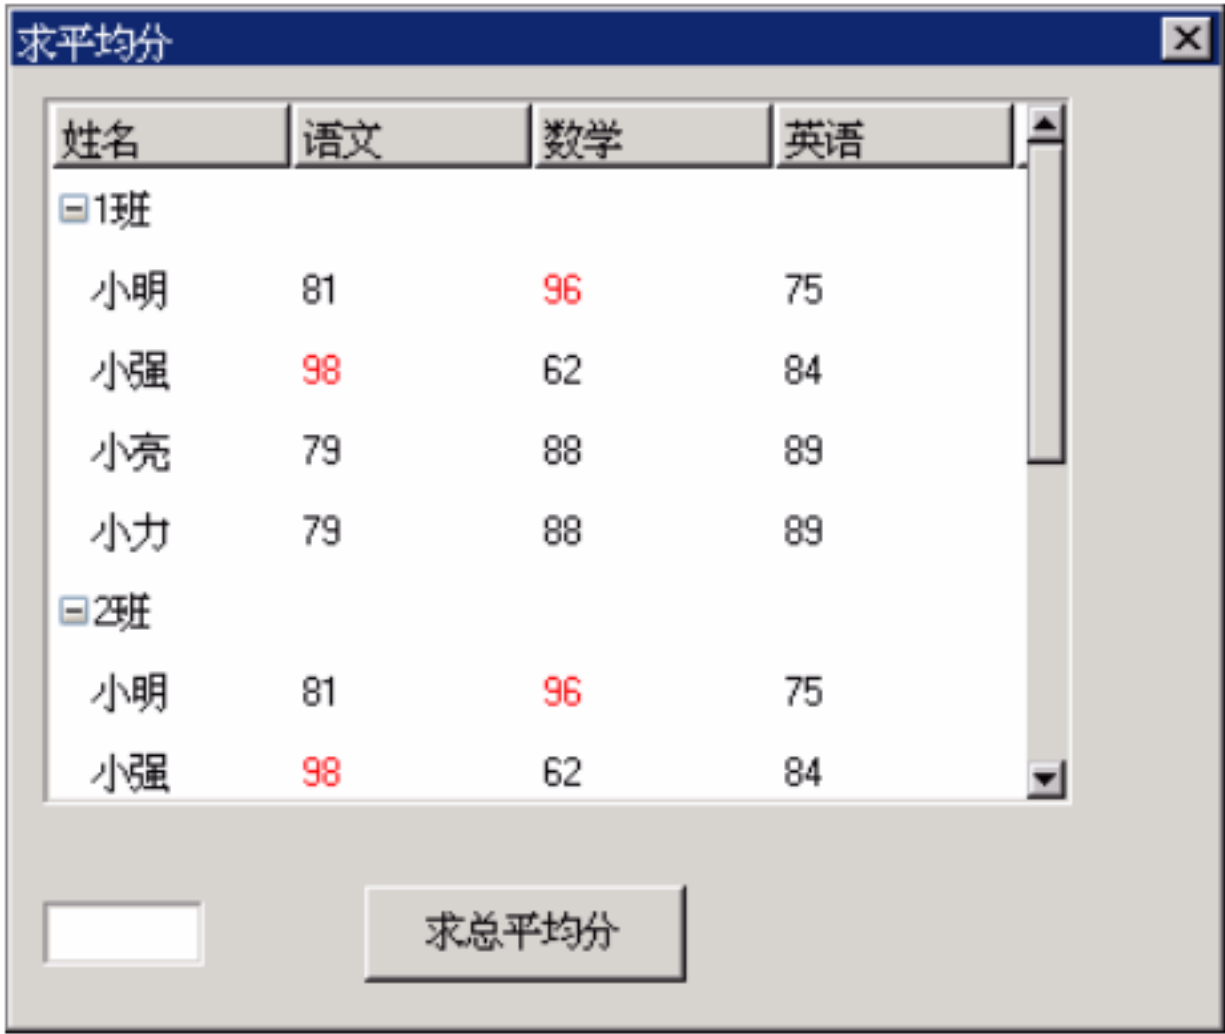 求平均分
姓名 语文 数学 英语
1班
小明 81 96 75
小强 98 62 84
小亮 79 88 89
小力 79 88 89
2班
小明 81 96 75
小强 98 62 84
求总平均分